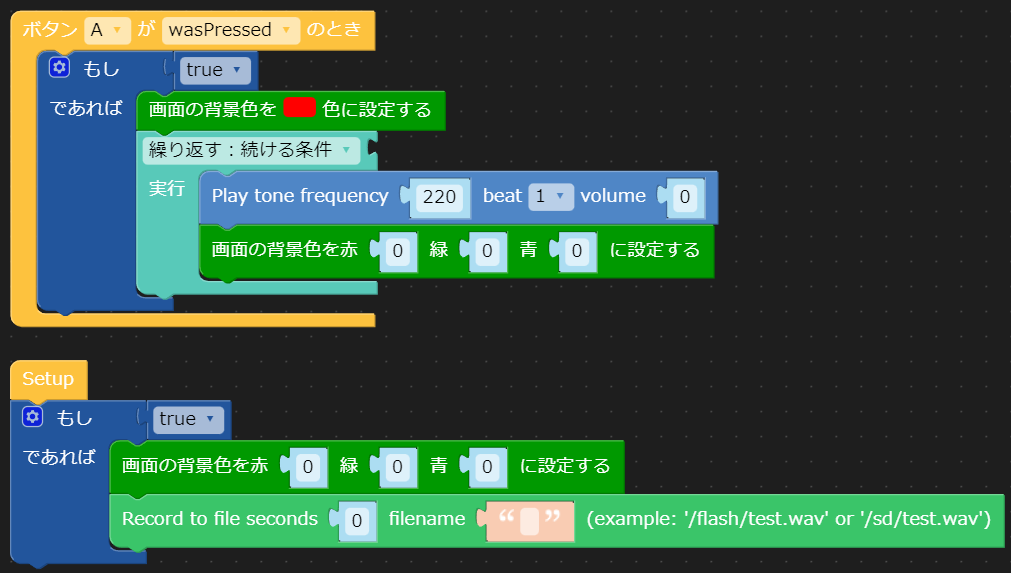 ボタン A が wasPressed のとき
もし true
であれば 画面の背景色を 色に設定する
繰り返す：続ける条件
実行 Play tone frequency 220 beat 1 volume 0
画面の背景色を赤 0 緑 0 青 0 に設定する
Setup
もし true
であれば 画面の背景色を赤 0 緑 0 青 0 に設定する
Record to file seconds 0 filename “ ” (example: '/flash/test.wav' or '/sd/test.wav')